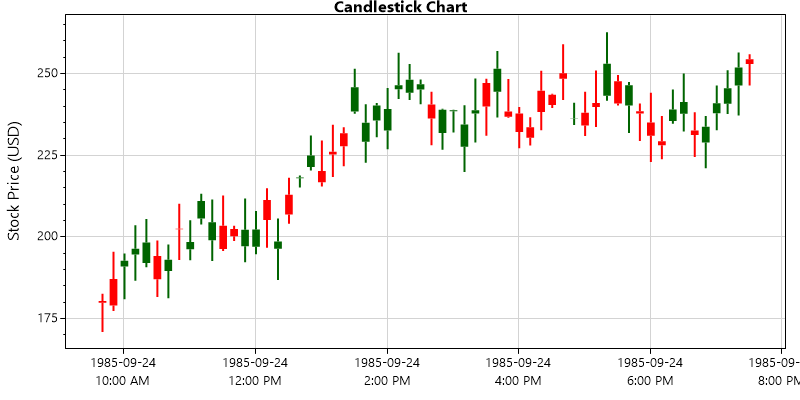 Candlestick Chart
Stock Price (USD)
250
225
200
175
1985-09-24 1985-09-24 1985-09-24 1985-09-24 1985-09-24 1985-09-
10:00 AM 12:00 PM 2:00 PM 4:00 PM 6:00 PM 8:00 PM